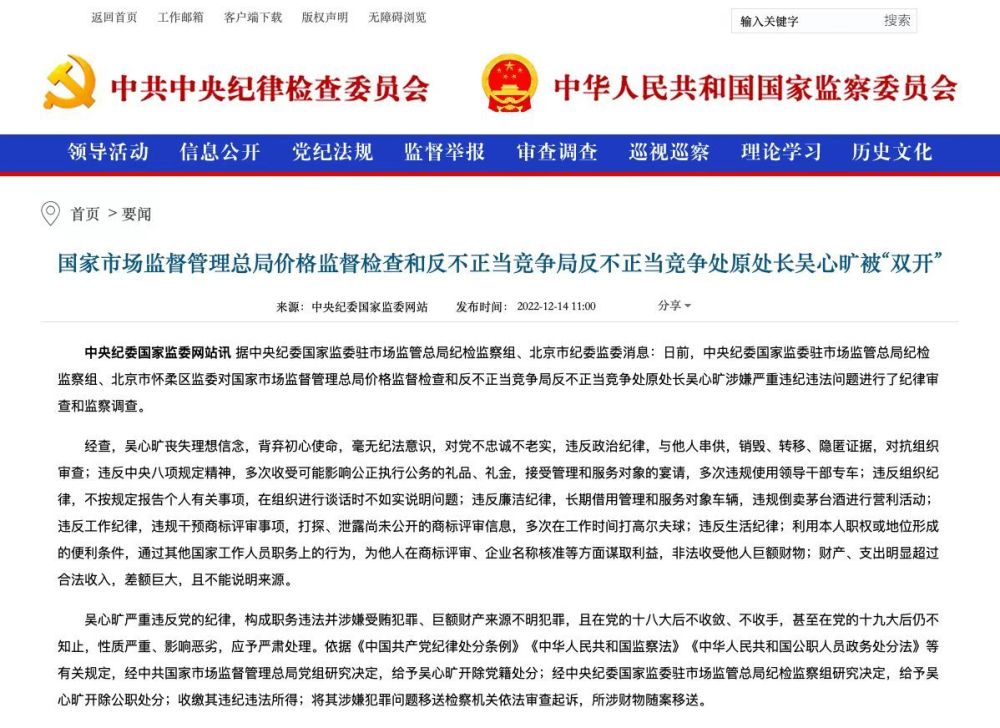 返回首页 工作邮箱 客户端下载 版权声明 无障碍浏览
输入关键字 搜索
中共中央纪律检查委员会 中华人民共和国国家监察委员会
领导活动 信息公开 党纪法规 监督举报 审查调查 巡视巡察 理论学习 历史文化
首页 > 要闻
国家市场监督管理总局价格监督检查和反不正当竞争局反不正当竞争处原处长吴心旷被“双开”
来源：中央纪委国家监委网站 发布时间：2022-12-14 11:00 分享
中央纪委国家监委网站讯 据中央纪委国家监委驻市场监管总局纪检监察组、北京市纪委监委消息：日前，中央纪委国家监委驻市场监管总局纪检
监察组、北京市怀柔区监委对国家市场监督管理总局价格监督检查和反不正当竞争局反不正当竞争处原处长吴心旷涉嫌严重违纪违法问题进行了纪律审
查和监察调查。
经查，吴心旷丧失理想信念，背弃初心使命，毫无纪法意识，对党不忠诚不老实，违反政治纪律，与他人串供，销毁、转移、隐匿证据，对抗组织
审查；违反中央八项规定精神，多次收受可能影响公正执行公务的礼品、礼金，接受管理和服务对象的宴请，多次违规使用领导干部专车；违反组织纪
律，不按规定报告个人有关事项，在组织进行谈话时不如实说明问题；违反廉洁纪律，长期借用管理和服务对象车辆，违规倒卖茅台酒进行营利活动；
违反工作纪律，违规干预商标评审事项，打探、泄露尚未公开的商标评审信息，多次在工作时间打高尔夫球；违反生活纪律；利用本人职权或地位形成
的便利条件，通过其他国家工作人员职务上的行为，为他人在商标评审、企业名称核准等方面谋取利益，非法收受他人巨额财物；财产、支出明显超过
合法收入，差额巨大，且不能说明来源。
吴心旷严重违反党的纪律，构成职务违法并涉嫌受贿犯罪、巨额财产来源不明犯罪，且在党的十八大后不收敛、不收手，甚至在党的十九大后仍不
知止，性质严重、影响恶劣，应予严肃处理。依据《中国共产党纪律处分条例》《中华人民共和国监察法》《中华人民共和国公职人员政务处分法》等
有关规定，经中共国家市场监督管理总局党组研究决定，给予吴心旷开除党籍处分；经中央纪委国家监委驻市场监管总局纪检监察组研究决定，给予吴
心旷开除公职处分；收缴其违纪违法所得；将其涉嫌犯罪问题移送检察机关依法审查起诉，所涉财物随案移送。